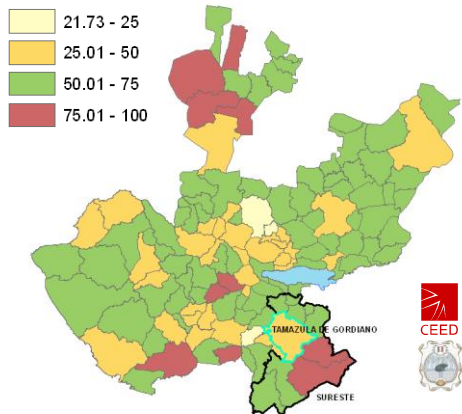 21.73 - 25
25.01 - 50
50.01 - 75
75.01 - 100
TAMAZULA DE GORDIANO
CEED
SURESTE